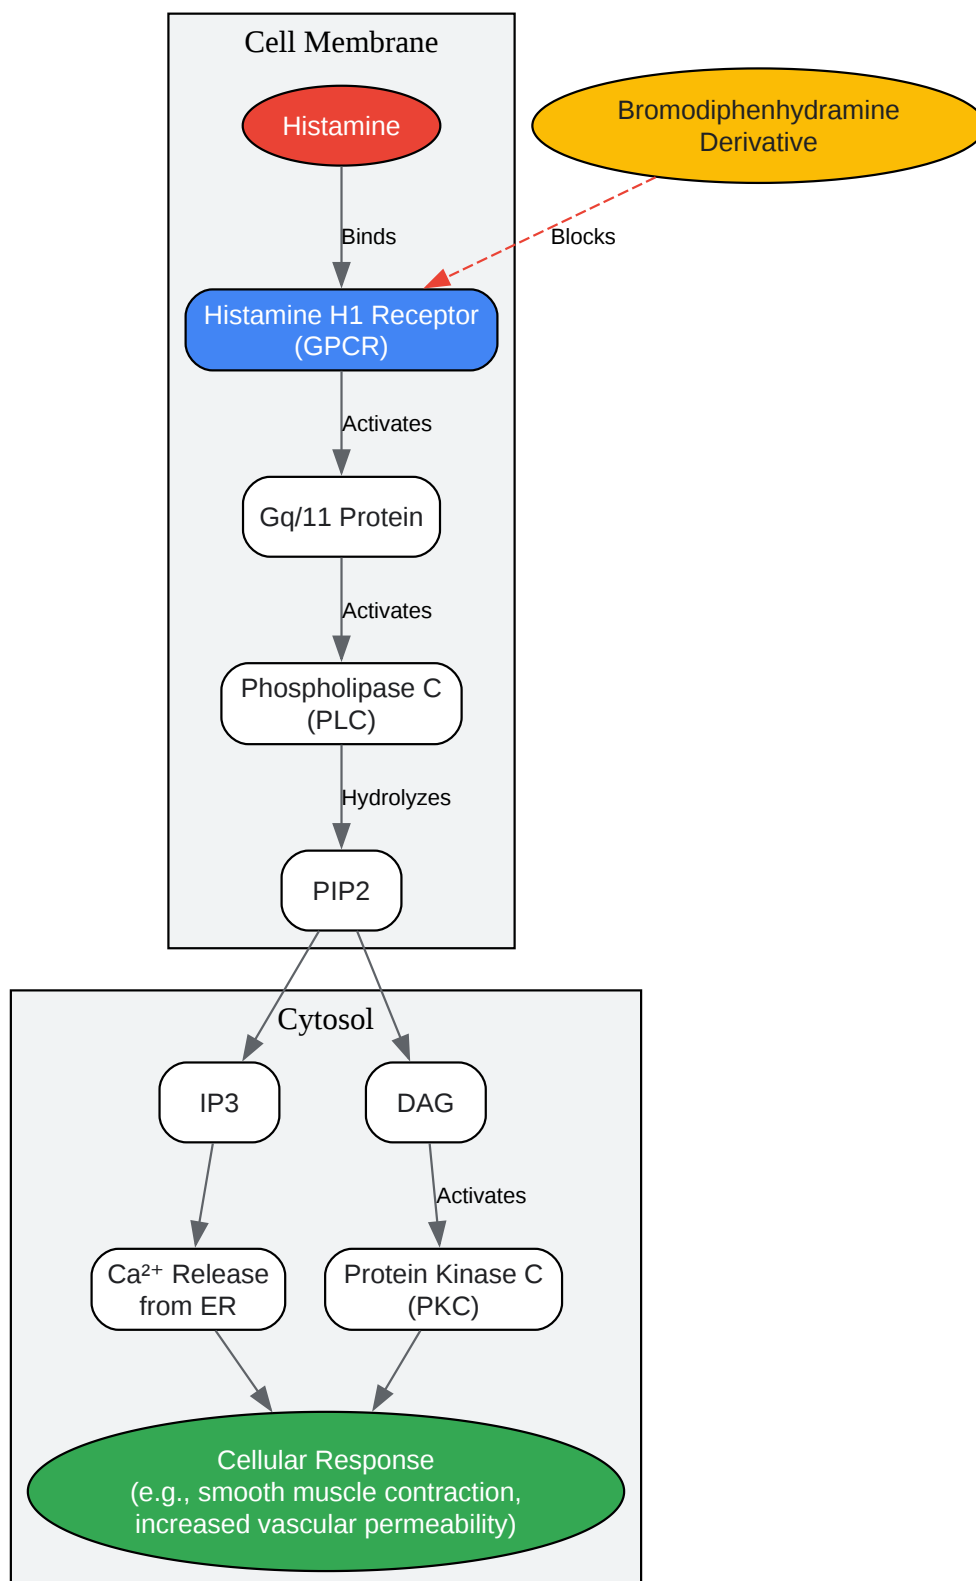 Cell Membrane
Histamine
Bromodiphenhydramine
Derivative
Binds
Blocks
Histamine H1 Receptor
(GPCR)
Activates
Gq/11 Protein
Activates
Phospholipase C
(PLC)
Hydrolyzes
PIP2
Cytosol
IP3
DAG
Activates
Ca²⁺ Release
from ER
Protein Kinase C
(PKC)
Cellular Response
(e.g., smooth muscle contraction,
increased vascular permeability)